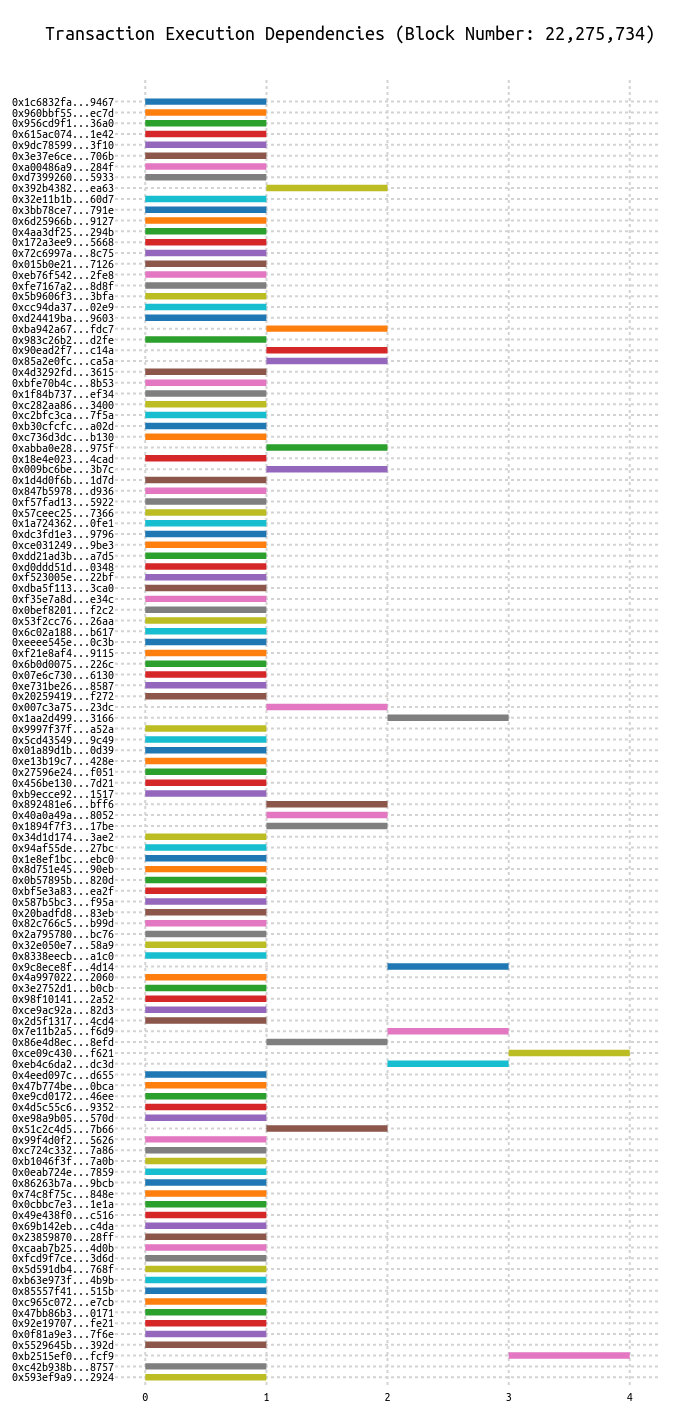 Transaction Execution Dependencies (Block Number: 22,275,734)
0x1c6832fa...9467
0x960bbf55...ec7d
0x956cd9f1...36a0
0x615ac074...1e42
0x9dc78599...3f10
0x3e37e6ce...706b
0xa00486a9...284f
0xd7399260...5933
0x392b4382...ea63
0x32e11b1b...60d7
0x3bb78ce7...791e
0x6d25966b...9127
0x4aa3df25...294b
0x172a3ee9...5668
0x72c6997a...8c75
0x015b0e21...7126
0xeb76f542...2fe8
0xfe7167a2...8d8f
0x5b9606f3...3bfa
0xcc94da37...02e9
0xd24419ba...9603
0xba942a67...fdc7
0x983c26b2...d2fe
0x90ead2f7...c14a
0x85a2e0fc...ca5a
0x4d3292fd...3615
0xbfe70b4c...8b53
0x1f84b737...ef34
0xc282aa86...3400
0xc2bfc3ca...7f5a
0xb30cfcfc...a02d
0xc736d3dc...b130
0xabba0e28...975f
0x18e4e023...4cad
0x009bc6be...3b7c
0x1d4d0f6b...1d7d
0x847b5978...d936
0xf57fad13...5922
0x57ceec25...7366
0x1a724362...0fe1
0xdc3fd1e3...9796
0xce031249...9be3
0xdd21ad3b...a7d5
0xd0ddd51d...0348
0xf523005e...22bf
0xdba5f113...3ca0
0xf35e7a8d...e34c
0x0bef8201...f2c2
0x53f2cc76...26aa
0x6c02a188...b617
0xeeee545e...0c3b
0xf21e8af4...9115
0x6b0d0075...226c
0x07e6c730...6130
0xe731be26...8587
0x20259419...f272
0x007c3a75...23dc
0x1aa2d499...3166
0x9997f37f...a52a
0x5cd43549...9c49
0x01a89d1b...0d39
0xe13b19c7...428e
0x27596e24...f051
0x456be130...7d21
0xb9ecce92...1517
0x892481e6...bff6
0x40a0a49a...8052
0x1894f7f3...17be
0x34d1d174...3ae2
0x94af55de...27bc
0x1e8ef1bc...ebc0
0x8d751e45...90eb
0x0b57895b...820d
0xbf5e3a83...ea2f
0x587b5bc3...f95a
0x20badfd8...83eb
0x82c766c5...b99d
0x2a795780...bc76
0x32e050e7...58a9
0x8338eecb...a1c0
0x9c8ece8f...4d14
0x4a997022...2060
0x3e2752d1...b0cb
0x98f10141...2a52
0xce9ac92a...82d3
0x2d5f1317...4cd4
0x7e11b2a5...f6d9
0x86e4d8ec...8efd
0xce09c430...f621
0xeb4c6da2...dc3d
0x4eed097c...d655
0x47b774be...0bca
0xe9cd0172...46ee
0x4d5c55c6...9352
0xe98a9b05...570d
0x51c2c4d5...7b66
0x99f4d0f2...5626
0xc724c332...7a86
0xb1046f3f...7a0b
0x0eab724e...7859
0x86263b7a...9bcb
0x74c8f75c...848e
0x0cbbc7e3...1e1a
0x49e438f0...c516
0x69b142eb...c4da
0x23859870...28ff
0xcaab7b25...4d0b
0xfcd9f7ce...3d6d
0x5d591db4...768f
0xb63e973f...4b9b
0x85557f41...515b
0xc965c072...e7cb
0x47bb86b3...0171
0x92e19707...fe21
0x0f81a9e3...7f6e
0x5529645b...392d
0xb2515ef0...fcf9
0xc42b938b...8757
0x593ef9a9...2924
0 1 2 3 4